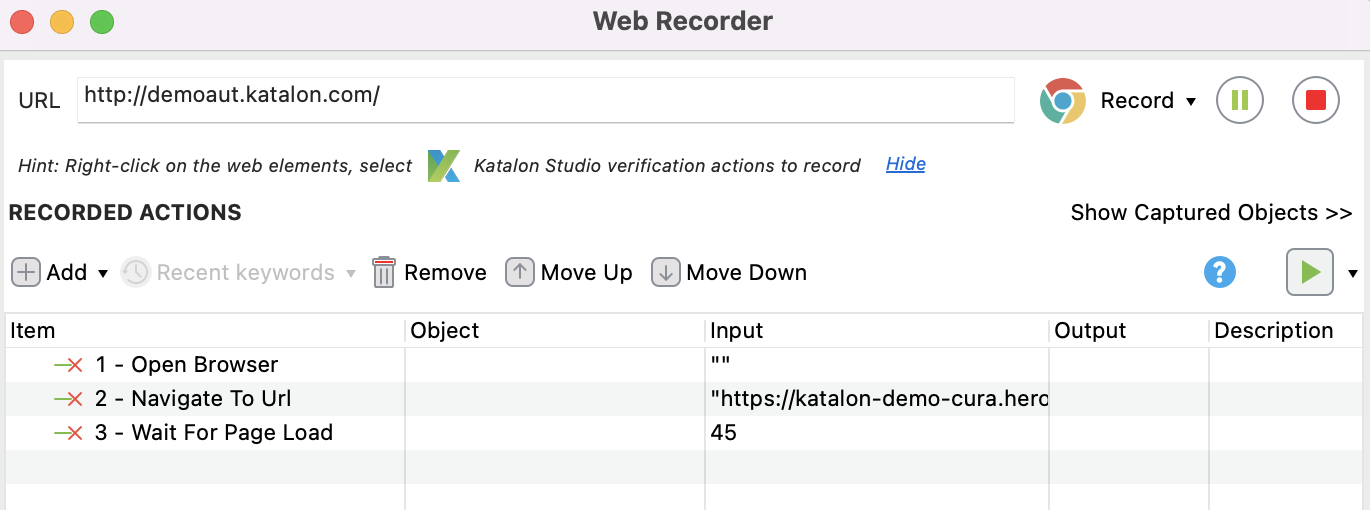 Web Recorder
URL http://demoaut.katalon.com/ Record
Hint: Right-click on the web elements, select Katalon Studio verification actions to record Hide
RECORDED ACTIONS Show Captured Objects >>
Add Recent keywords Remove Move Up Move Down ?
Item Object Input Output Description
1 - Open Browser ""
2 - Navigate To Url "https://katalon-demo-cura.hero
3 - Wait For Page Load 45